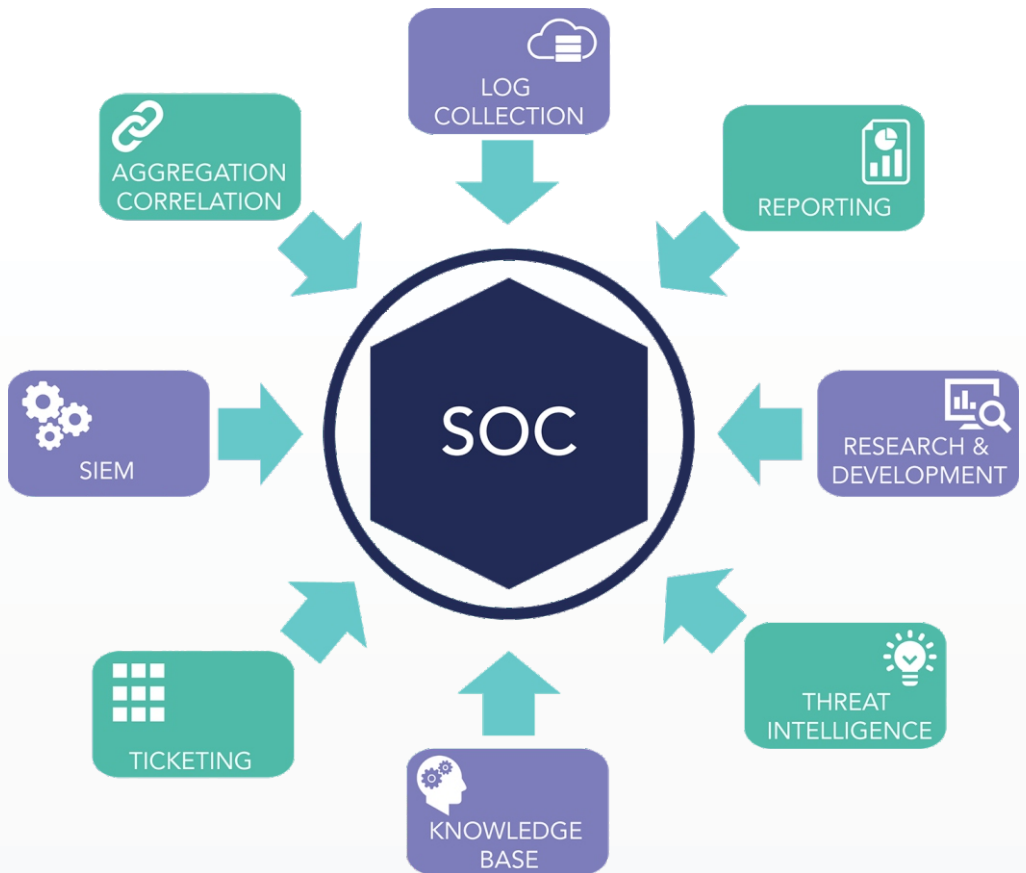 LOG
COLLECTION
AGGREGATION
CORRELATION
REPORTING
SIEM
SOC
RESEARCH &
DEVELOPMENT
TICKETING
THREAT
INTELLIGENCE
KNOWLEDGE
BASE